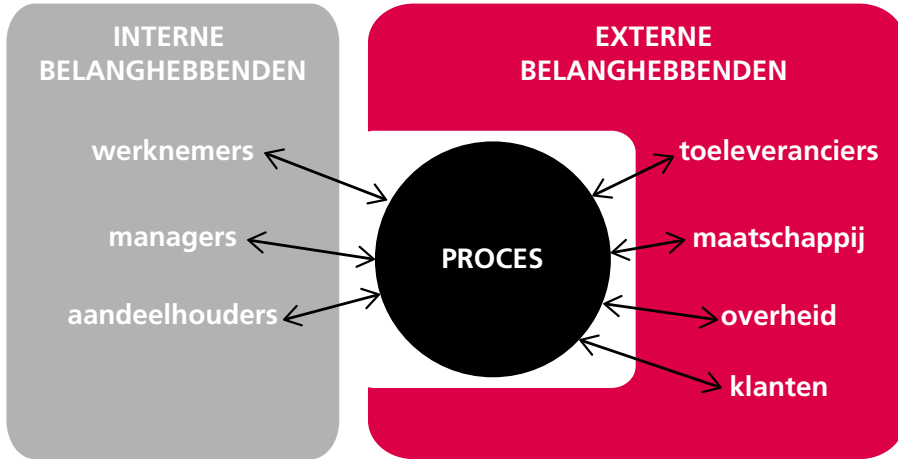 INTERNE
BELANGHEBBENDEN
werknemers
managers
aandeelhouders
PROCES
EXTERNE
BELANGHEBBENDEN
toeleveranciers
maatschappij
overheid
klanten